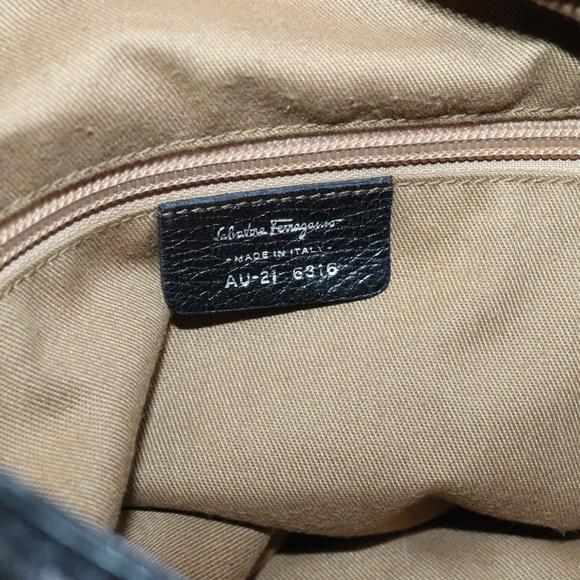 Salvatore Ferragamo
- MADE IN ITALY -
AU-21 6316